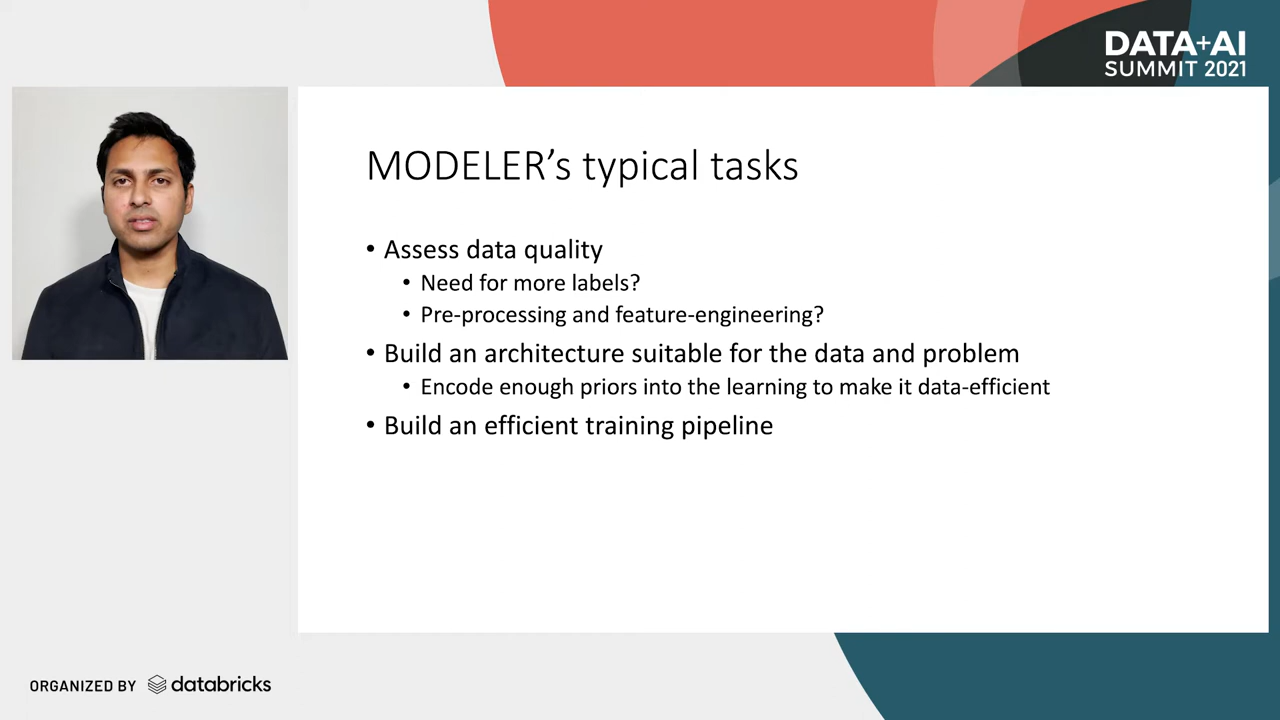 DATA+AI
SUMMIT 2021
MODELER’s typical tasks
• Assess data quality
• Need for more labels?
• Pre-processing and feature-engineering?
• Build an architecture suitable for the data and problem
• Encode enough priors into the learning to make it data-efficient
• Build an efficient training pipeline
ORGANIZED BY databricks